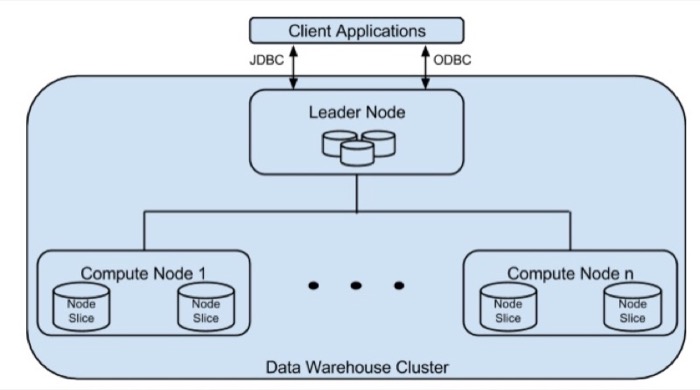 Client Applications
JDBC
ODBC
Leader Node
Compute Node 1
Node
Slice
Node
Slice
Compute Node n
Node
Slice
Node
Slice
Data Warehouse Cluster